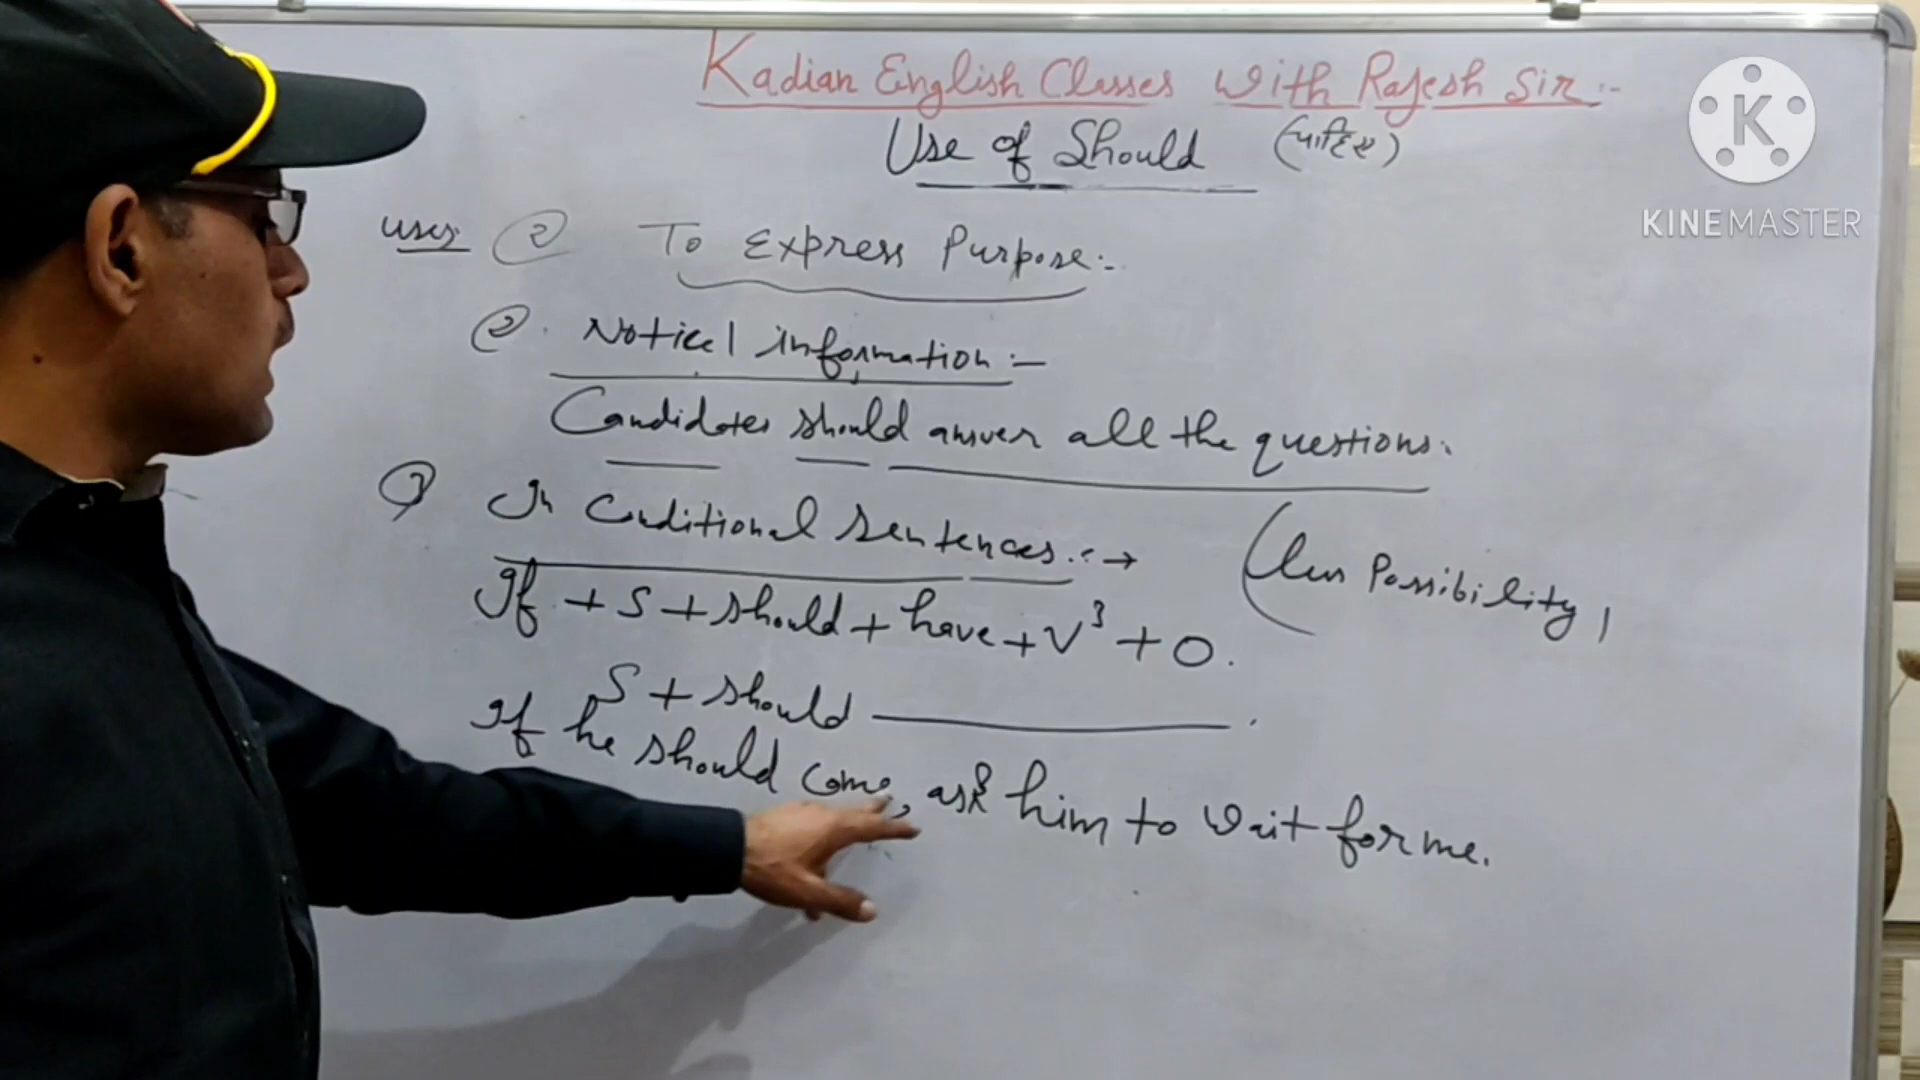 Kadian English Classes with Rajesh Sir :-
Use of Should (चाहिए)
Uses ② To Express Purpose :-
② Notice / information :-
Candidates should answer all the questions.
In Conditional Sentences :- → (Less Possibility)
If + S + should + have + V3 + O.
S + should ———.
If he should come, ask him to wait for me.
K
KINEMASTER